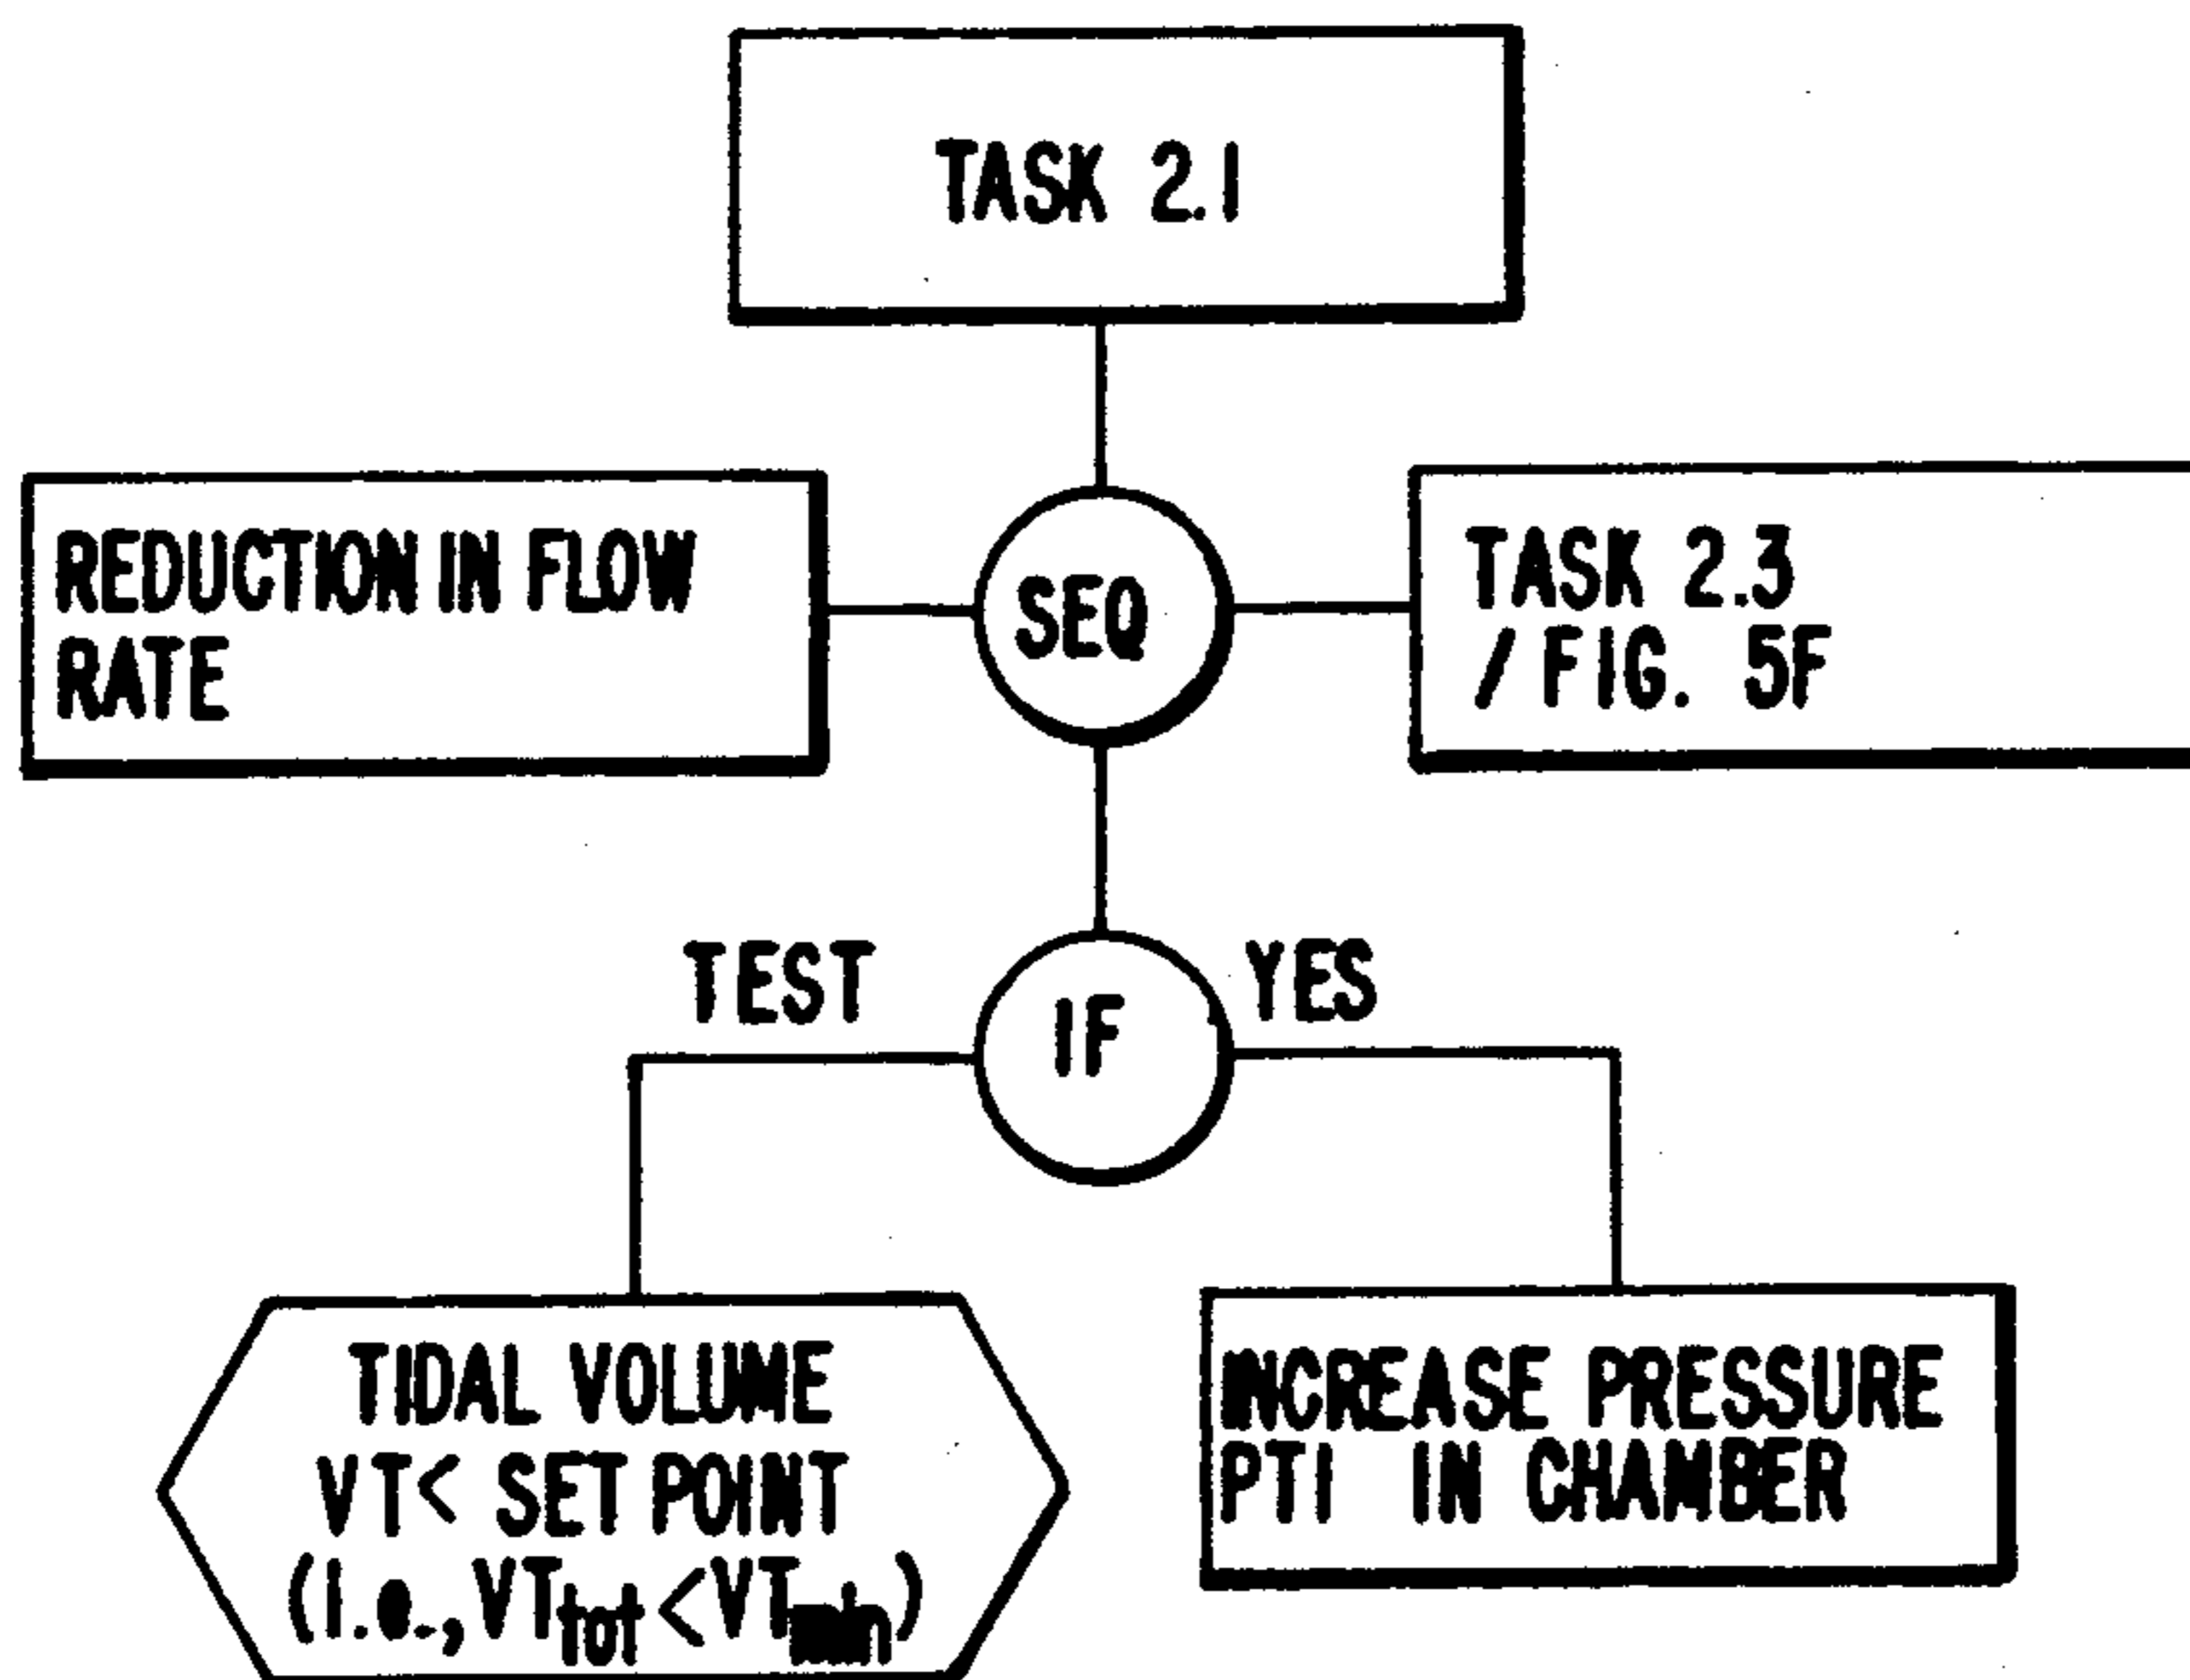 TASK 2.1
REDUCTION IN FLOW
RATE
SEQ
TASK 2.3
/ FIG. 5F
TEST
IF
YES
TIDAL VOLUME
VT< SET POINT
(I.e., VTtot < VTmin)
INCREASE PRESSURE
PTI IN CHAMBER